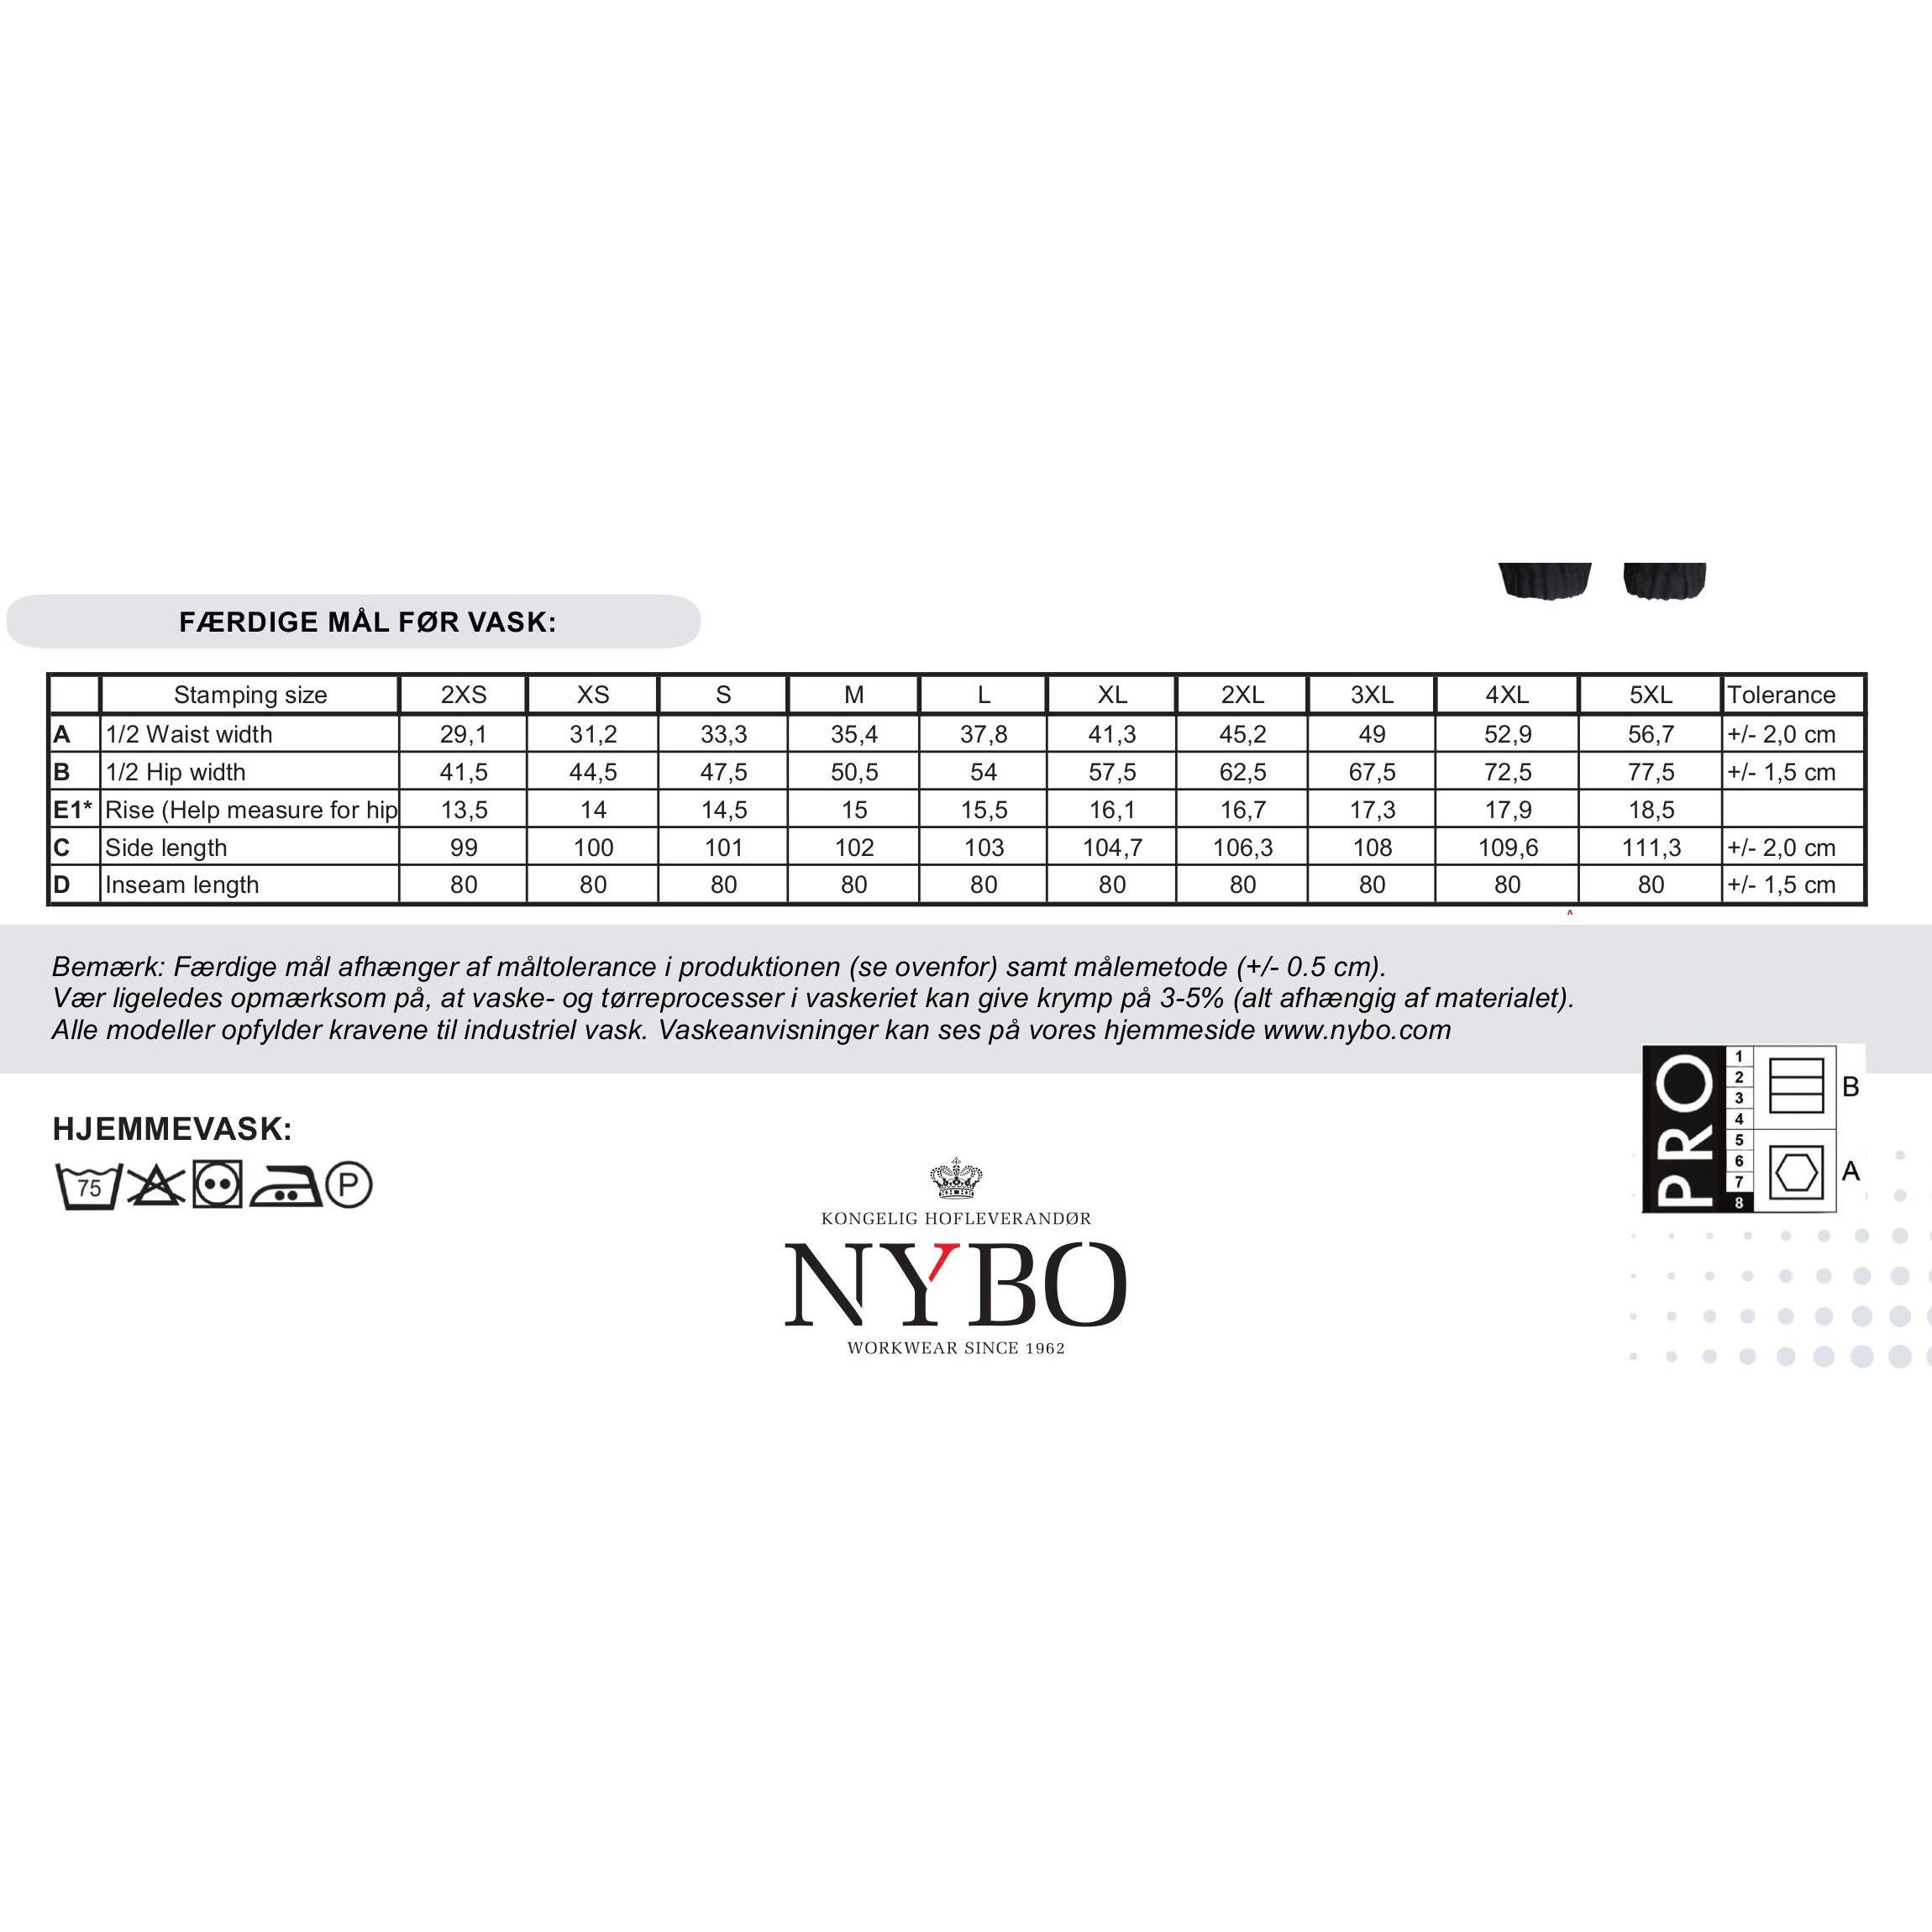 FÆRDIGE MÅL FØR VASK:
Stamping size 2XS XS S M L XL 2XL 3XL 4XL 5XL Tolerance
A 1/2 Waist width 29,1 31,2 33,3 35,4 37,8 41,3 45,2 49 52,9 56,7 +/- 2,0 cm
B 1/2 Hip width 41,5 44,5 47,5 50,5 54 57,5 62,5 67,5 72,5 77,5 +/- 1,5 cm
E1* Rise (Help measure for hip 13,5 14 14,5 15 15,5 16,1 16,7 17,3 17,9 18,5
C Side length 99 100 101 102 103 104,7 106,3 108 109,6 111,3 +/- 2,0 cm
D Inseam length 80 80 80 80 80 80 80 80 80 80 +/- 1,5 cm
Bemærk: Færdige mål afhænger af måltolerance i produktionen (se ovenfor) samt målemetode (+/- 0.5 cm).
Vær ligeledes opmærksom på, at vaske- og tørreprocesser i vaskeriet kan give krymp på 3-5% (alt afhængig af materialet).
Alle modeller opfylder kravene til industriel vask. Vaskeanvisninger kan ses på vores hjemmeside www.nybo.com
PRO
1
2
3
4
5
6
7
8
B
A
HJEMMEVASK:
75
P
KONGELIG HOFLEVERANDØR
NYBO
WORKWEAR SINCE 1962